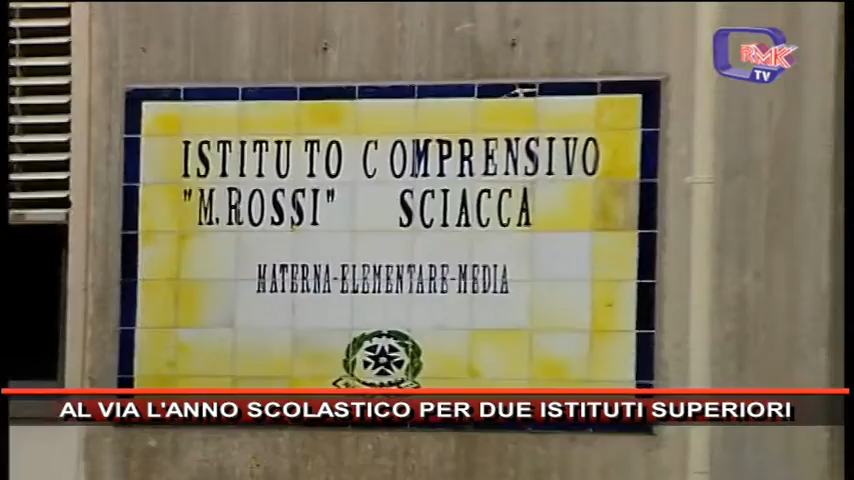 RMK
TV
ISTITUTO COMPRENSIVO
"M.ROSSI" SCIACCA
MATERNA-ELEMENTARE-MEDIA
AL VIA L'ANNO SCOLASTICO PER DUE ISTITUTI SUPERIORI